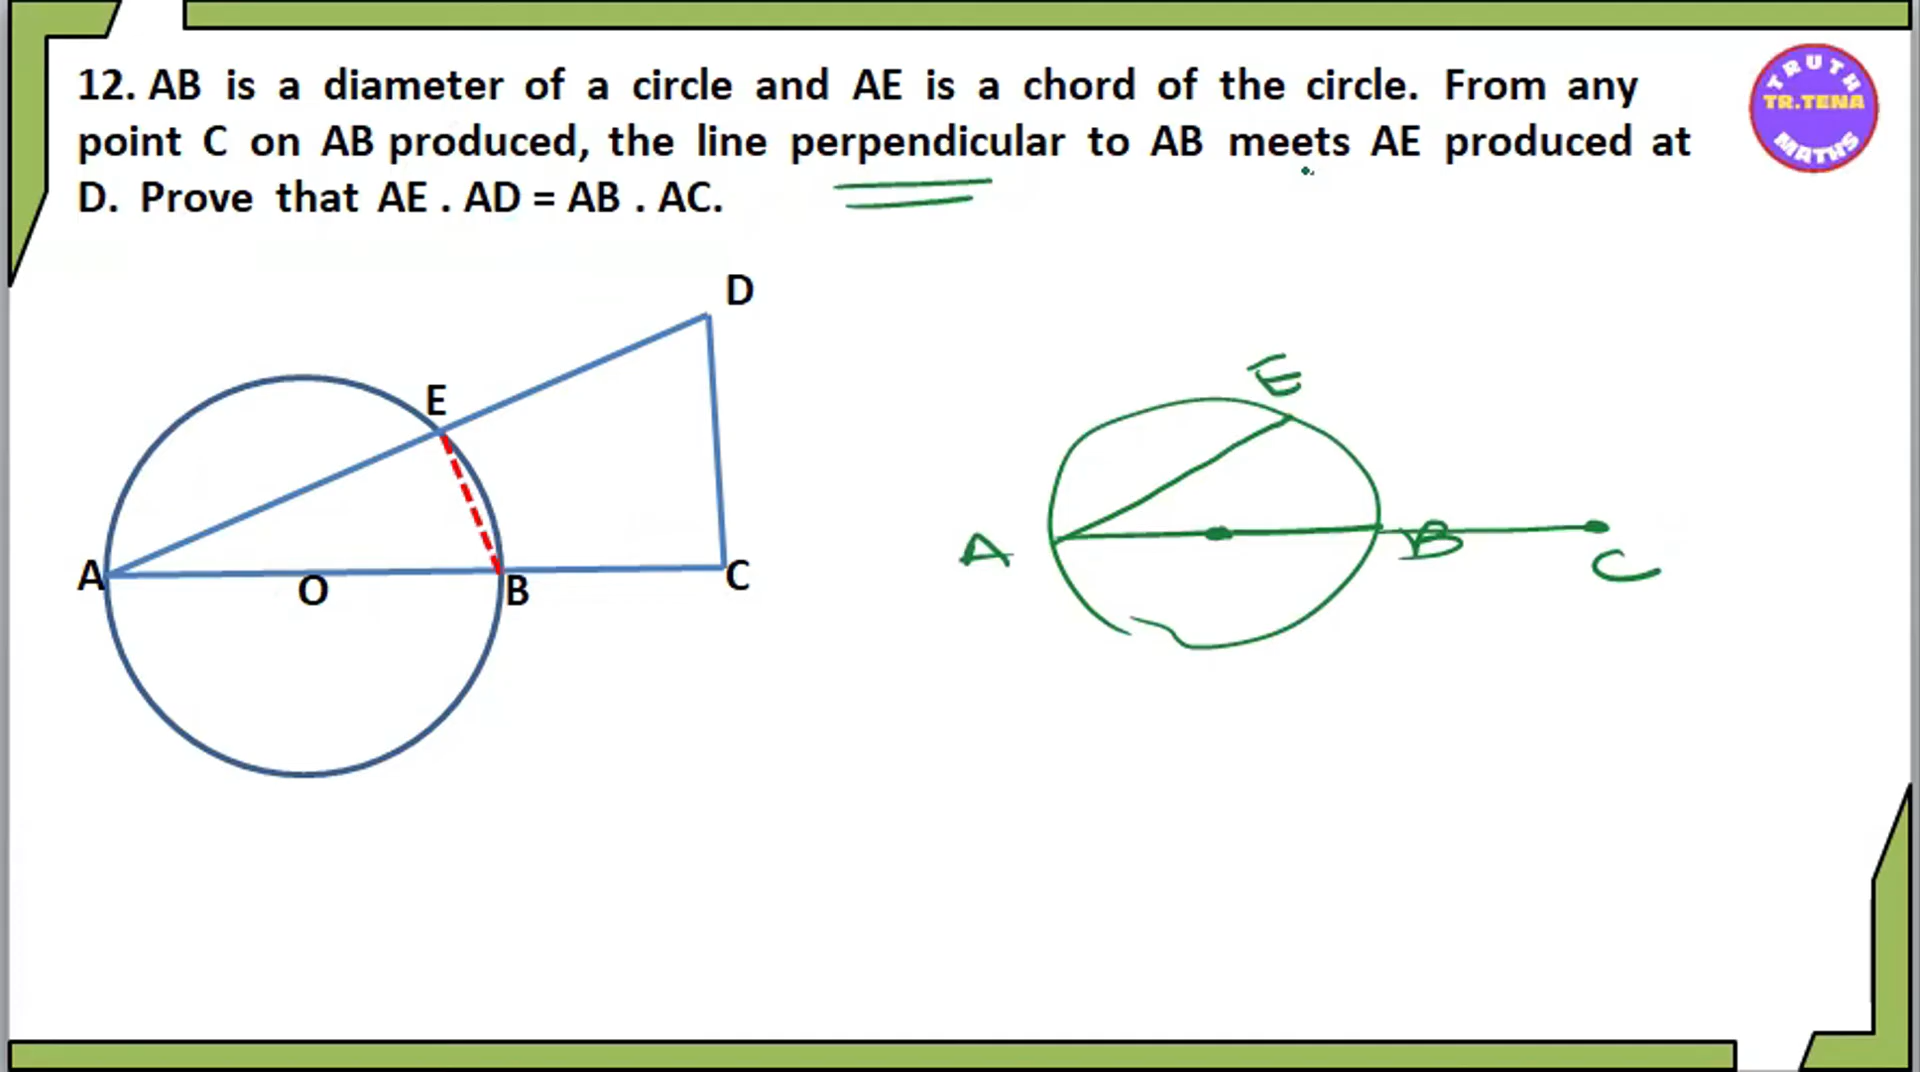 12. AB is a diameter of a circle and AE is a chord of the circle. From any
point C on AB produced, the line perpendicular to AB meets AE produced at
D. Prove that AE . AD = AB . AC.
TRUTH
TR.TENA
MATHS
D
E
A
O
B
C
E
A
B
C